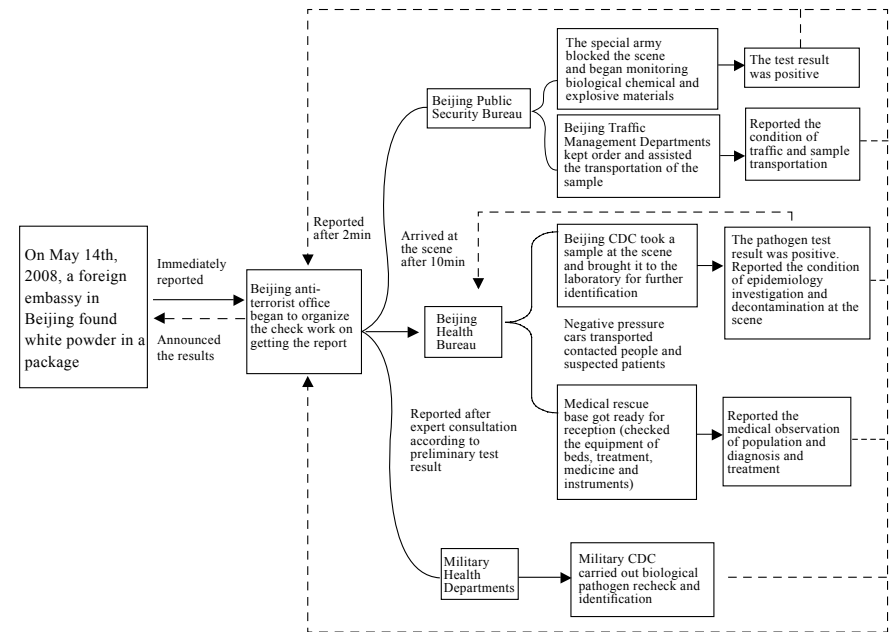 On May 14th,
2008, a foreign
embassy in
Beijing found
white powder in a
package
Immediately
reported
Announced
the results
Reported
after 2min
Beijing anti-
terrorist office
began to organize
the check work on
getting the report
Beijing Public
Security Bureau
The special army
blocked the scene
and began monitoring
biological chemical and
explosive materials
The test result
was positive
Beijing Traffic
Management Departments
kept order and assisted
the transportation of the
sample
Reported the
condition of
traffic and sample
transportation
Arrived at
the scene
after 10min
Beijing
Health
Bureau
Beijing CDC took a
sample at the scene
and brought it to the
laboratory for further
identification
The pathogen test
result was positive.
Reported the condition
of epidemiology
investigation and
decontamination at the
scene
Negative pressure
cars transported
contacted people and
suspected patients
Reported after
expert consultation
according to
preliminary test
result
Medical rescue
base got ready for
reception (checked
the equipment of
beds, treatment,
medicine and
instruments)
Reported the
medical observation
of population and
diagnosis and
treatment
Military
Health
Departments
Military CDC
carried out biological
pathogen recheck and
identification